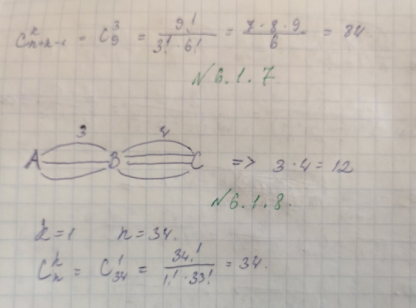 C^k_{n+k-1} = C^3_9 = 9!/(3!·6!) = 7·8·9/6 = 84.
№6.1.7
3 4
A B C => 3·4=12
№6.1.8.
k=1 n=34.
C^k_n = C^1_34 = 34!/(1!·33!) = 34.